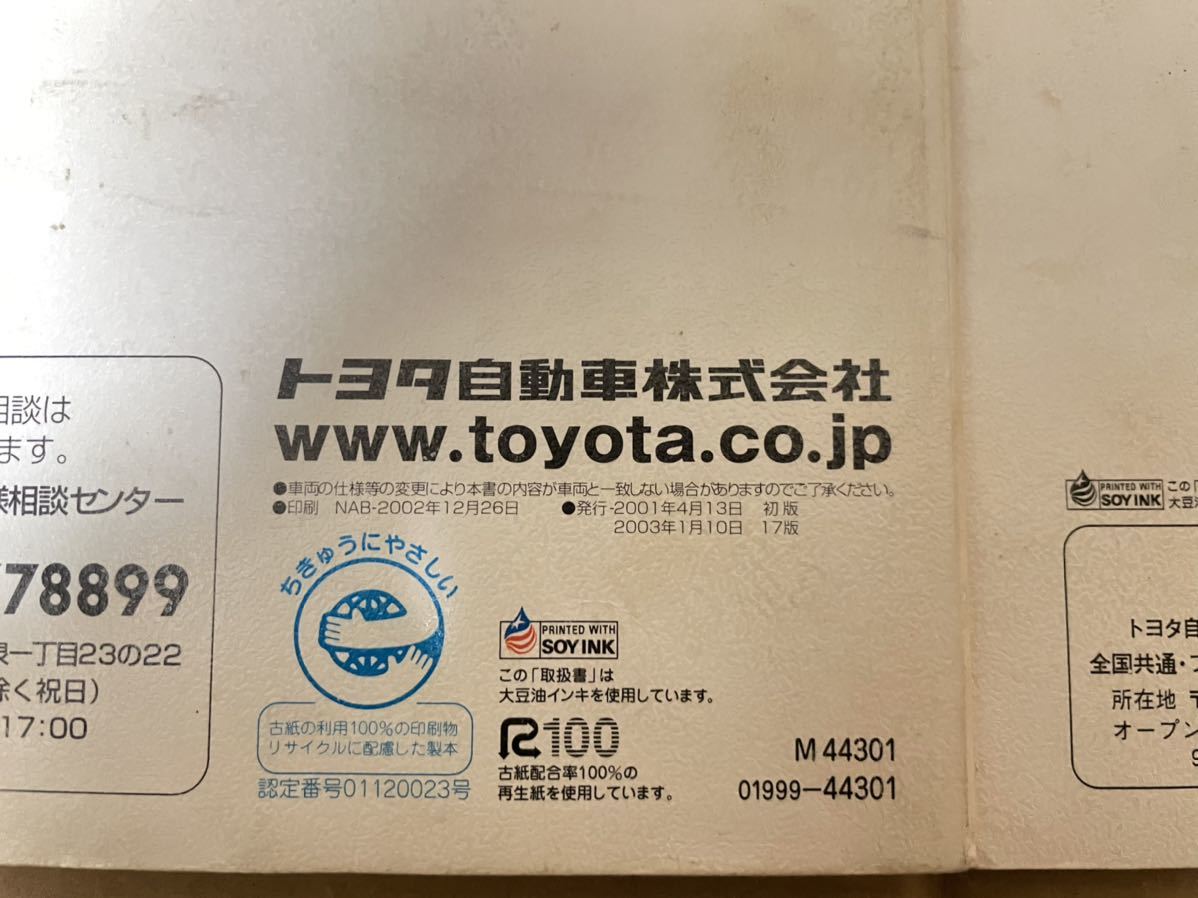 相談は
ます。
様相談センター
78899
一丁目23の22
除く祝日)
17:00
トヨタ自動車株式会社
www.toyota.co.jp
●車両の仕様等の変更により本書の内容が車両と一致しない場合がありますのでご了承ください。
●印刷 NAB-2002年12月26日 ●発行-2001年4月13日 初版
2003年1月10日 17版
ちきゅうにやさしい
古紙の利用100%の印刷物
リサイクルに配慮した製本
認定番号01120023号
PRINTED WITH
SOY INK
この「取扱書」は
大豆油インキを使用しています。
R100
古紙配合率100%の
再生紙を使用しています。
M 44301
01999-44301
PRINTED WITH
SOY INK
この「
大豆油
トヨタ自
全国共通・フ
所在地 〒
オープン
9